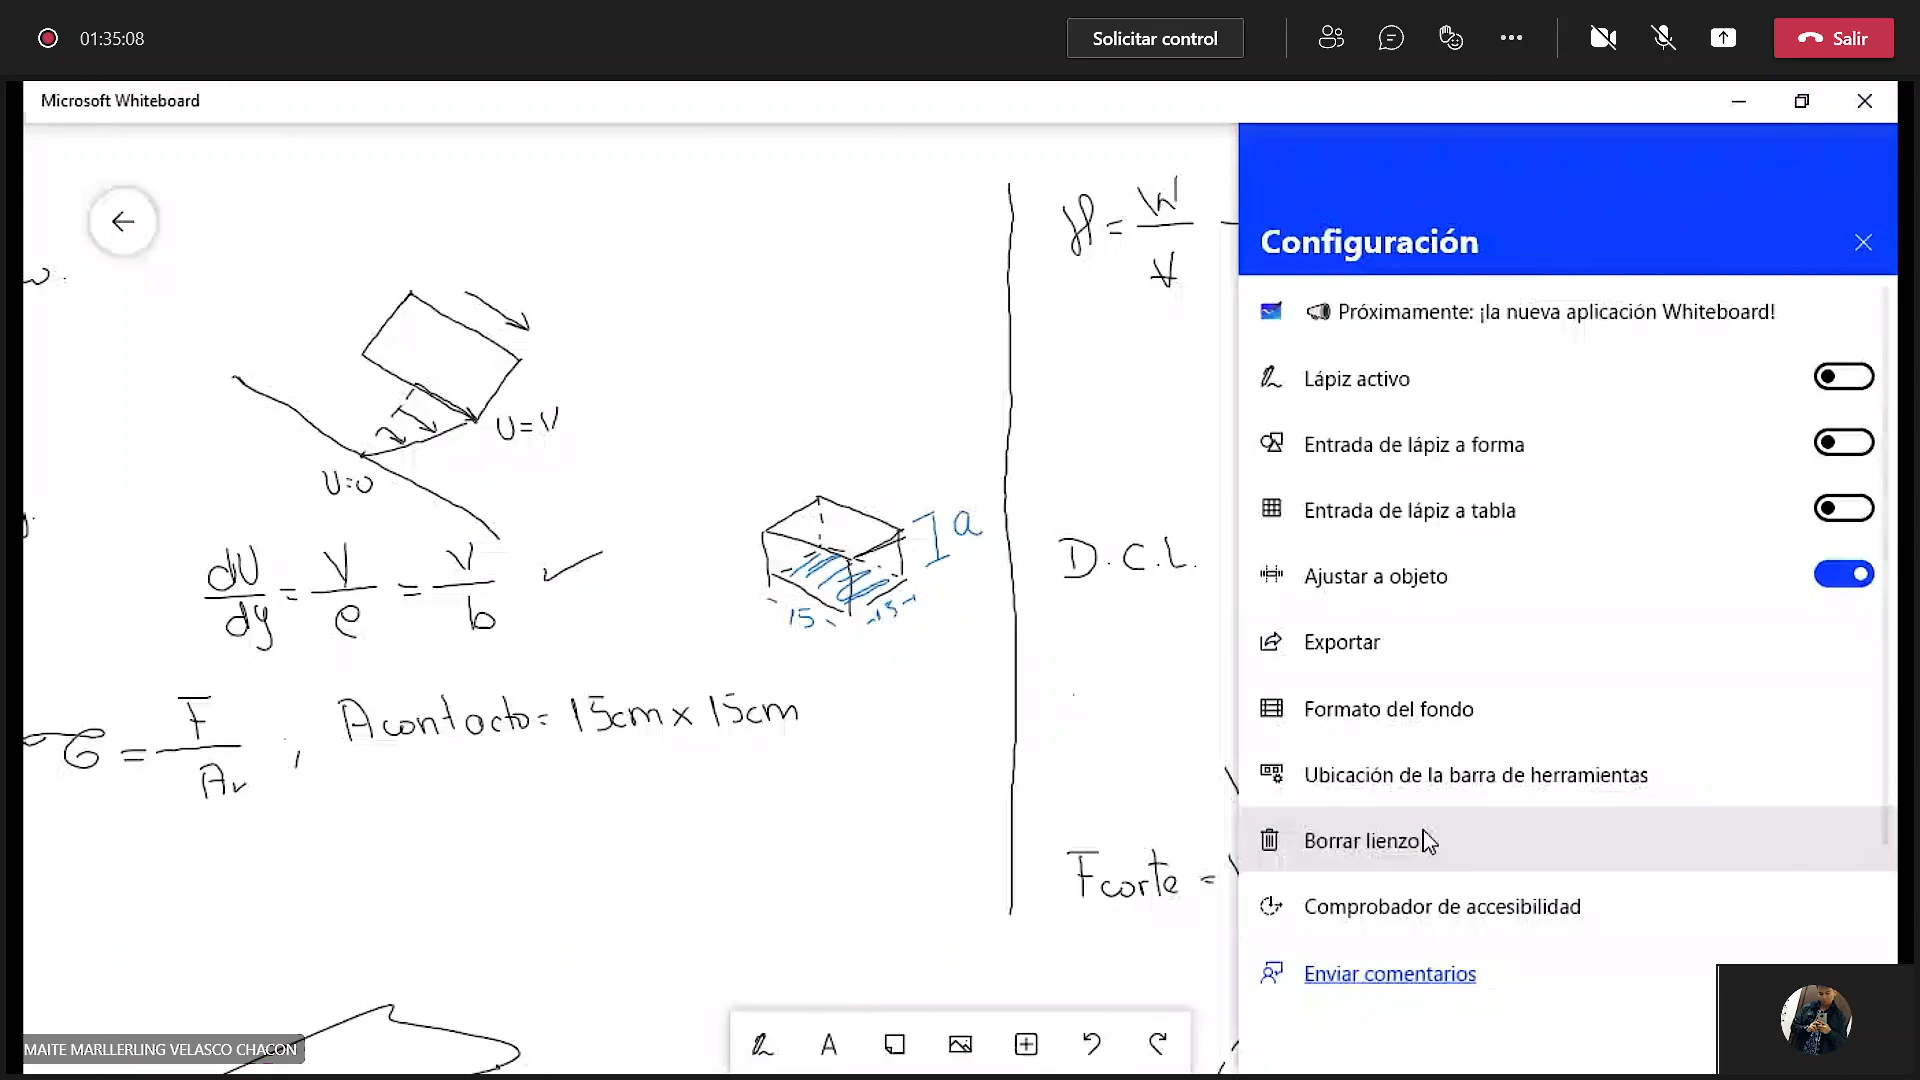 01:35:08
Solicitar control
Salir
Microsoft Whiteboard
w.
U=V
U=0
dU/dy = V/e = V/b ✓
a
15
15
σ = F/Av ; A contacto = 15cm x 15cm
γ = W/V
D.C.L.
Fcorte =
Configuración
Próximamente: ¡la nueva aplicación Whiteboard!
Lápiz activo
Entrada de lápiz a forma
Entrada de lápiz a tabla
Ajustar a objeto
Exportar
Formato del fondo
Ubicación de la barra de herramientas
Borrar lienzo
Comprobador de accesibilidad
Enviar comentarios
MAITE MARLLERLING VELASCO CHACON